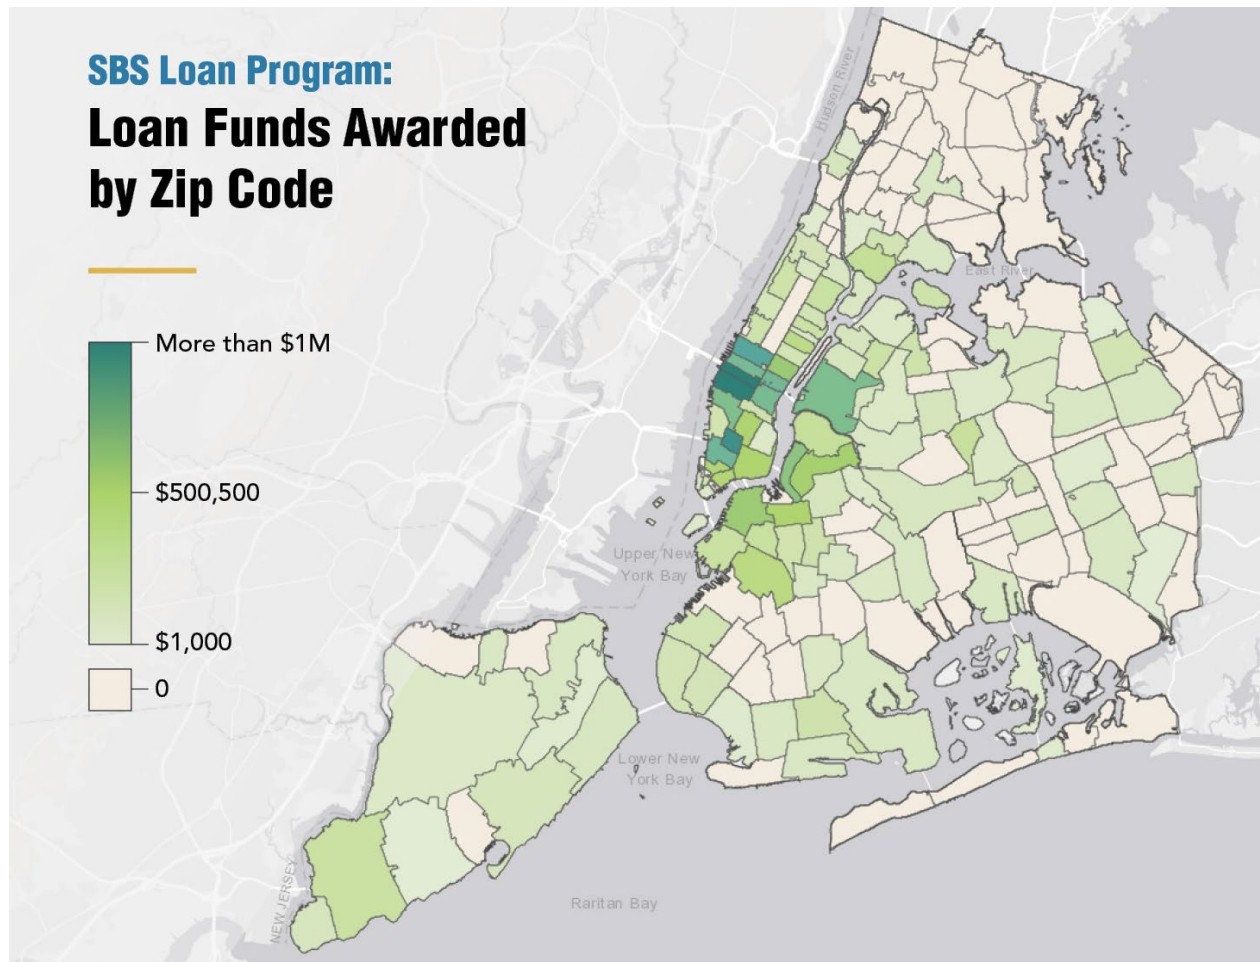 SBS Loan Program:
Loan Funds Awarded
by Zip Code
More than $1M
$500,500
$1,000
0
Hudson River
East River
Upper New
York Bay
Lower New
York Bay
NEW JERSEY
Raritan Bay